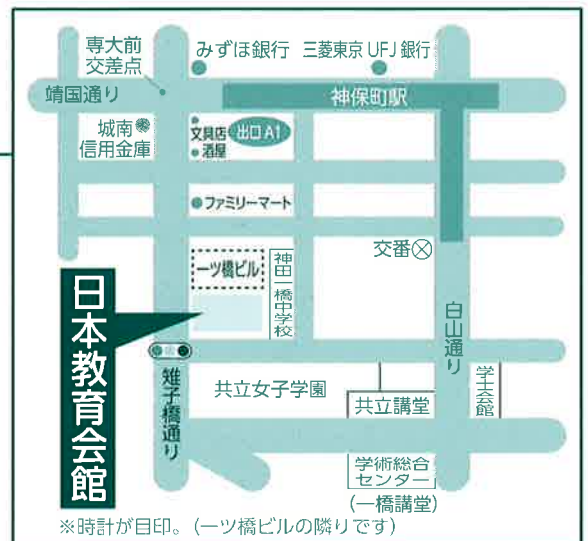 専大前
交差点
みずほ銀行
三菱東京UFJ銀行
靖国通り
神保町駅
城南
信用金庫
文具店
出口A1
酒屋
ファミリーマート
交番
一ツ橋ビル
神田一橋中学校
日本教育会館
白山通り
雉子橋通り
共立女子学園
共立講堂
学士会館
学術総合
センター
(一橋講堂)
※時計が目印。(一ツ橋ビルの隣りです)